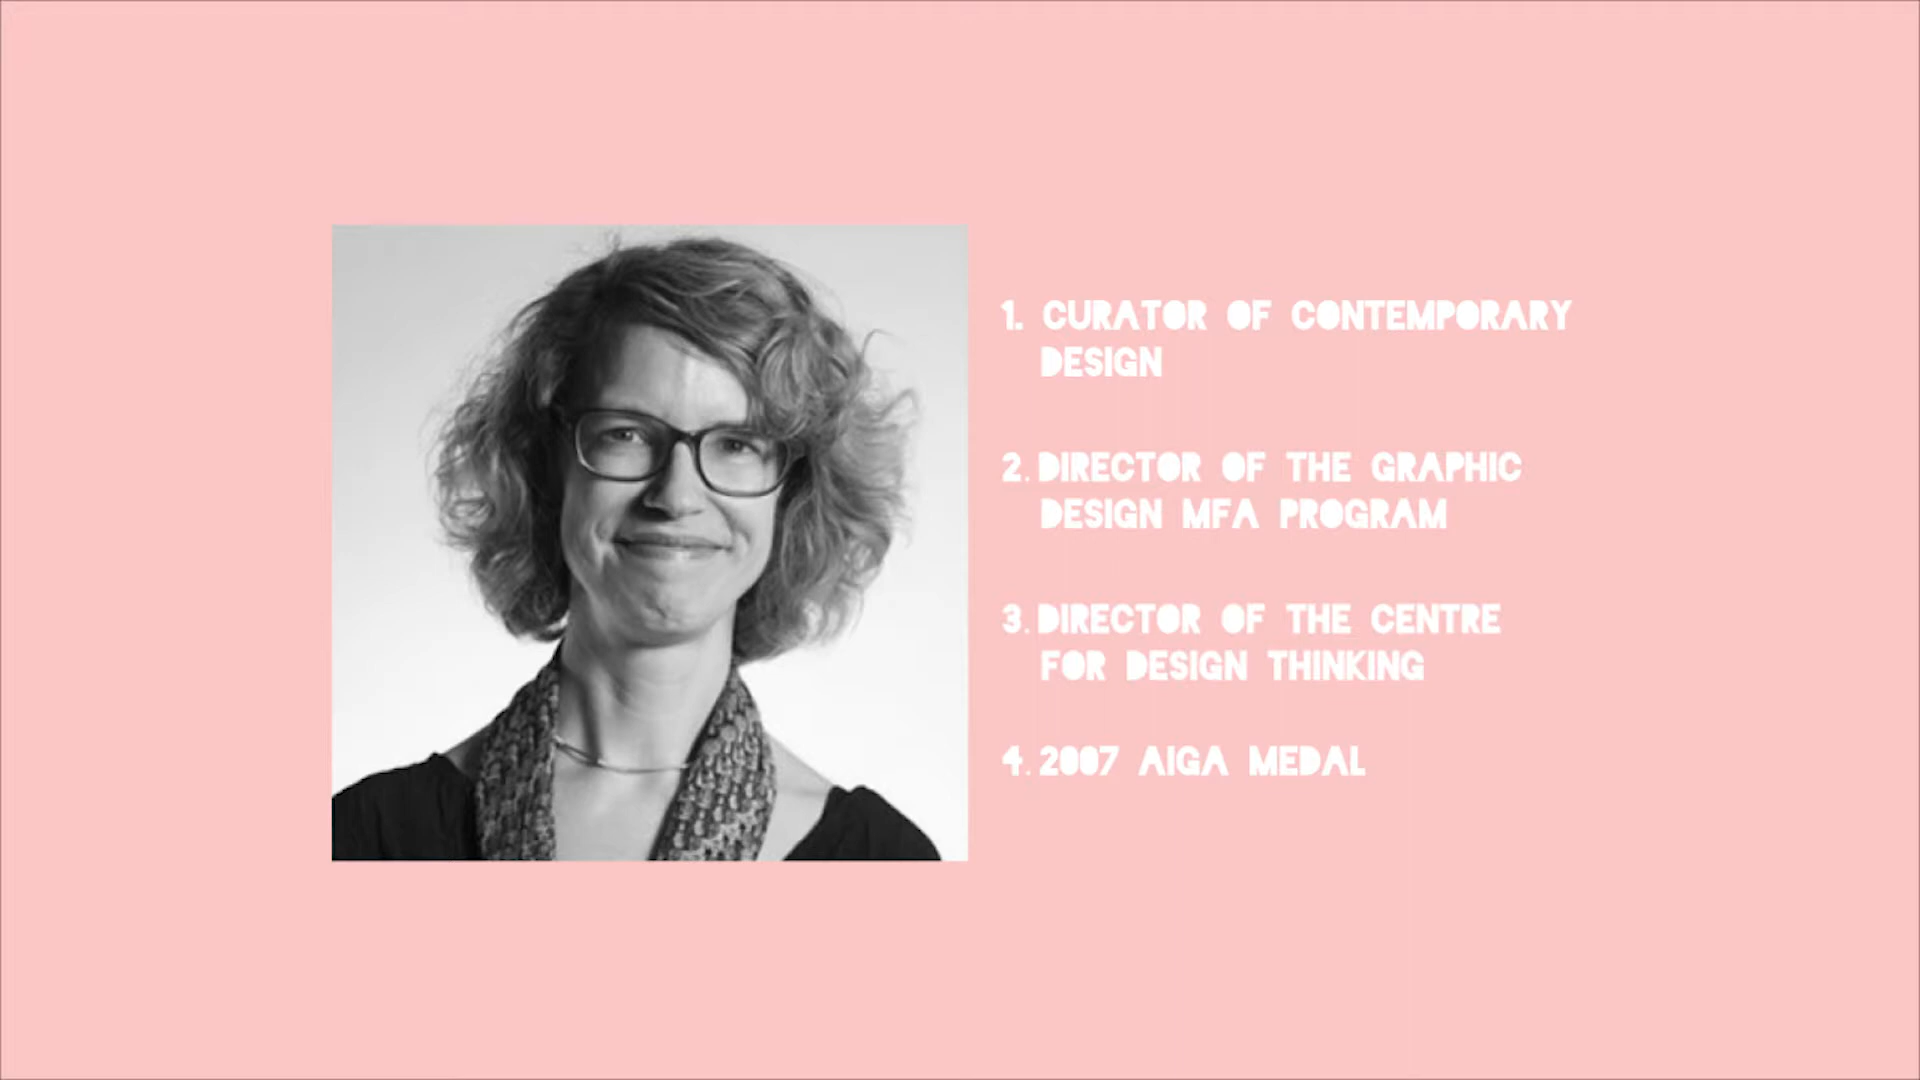 1. CURATOR OF CONTEMPORARY
DESIGN
2. DIRECTOR OF THE GRAPHIC
DESIGN MFA PROGRAM
3. DIRECTOR OF THE CENTRE
FOR DESIGN THINKING
4. 2007 AIGA MEDAL